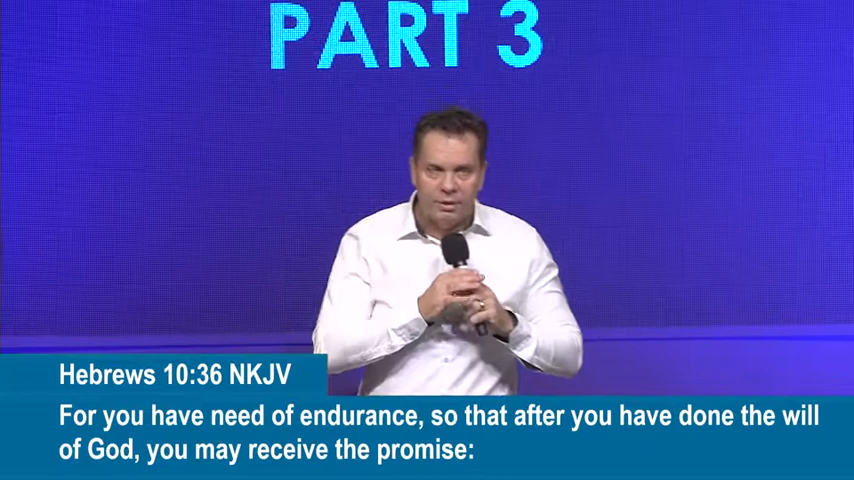 PART 3
Hebrews 10:36 NKJV
For you have need of endurance, so that after you have done the will
of God, you may receive the promise: